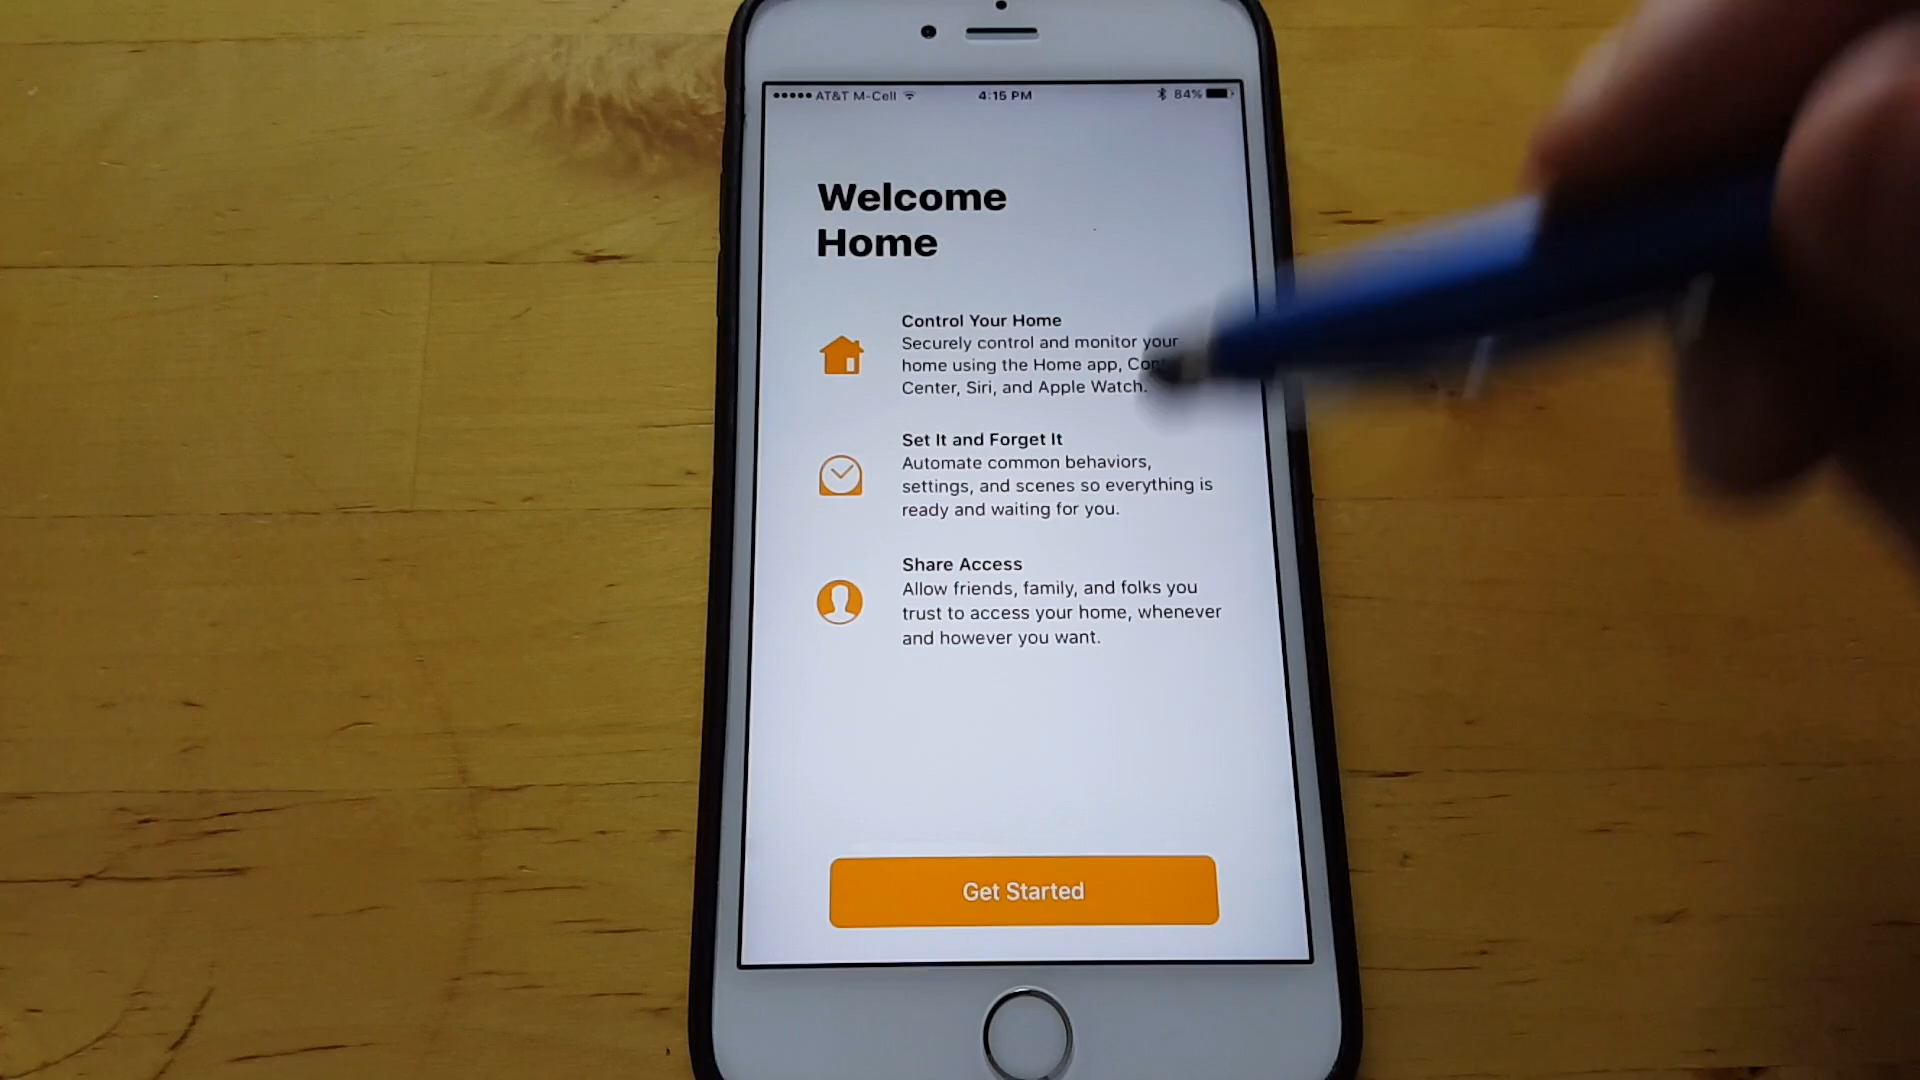 AT&T M-Cell 4:15 PM 84%
Welcome
Home
Control Your Home
Securely control and monitor your
home using the Home app,
Center, Siri, and Apple Watch.
Set It and Forget It
Automate common behaviors,
settings, and scenes so everything is
ready and waiting for you.
Share Access
Allow friends, family, and folks you
trust to access your home, whenever
and however you want.
Get Started